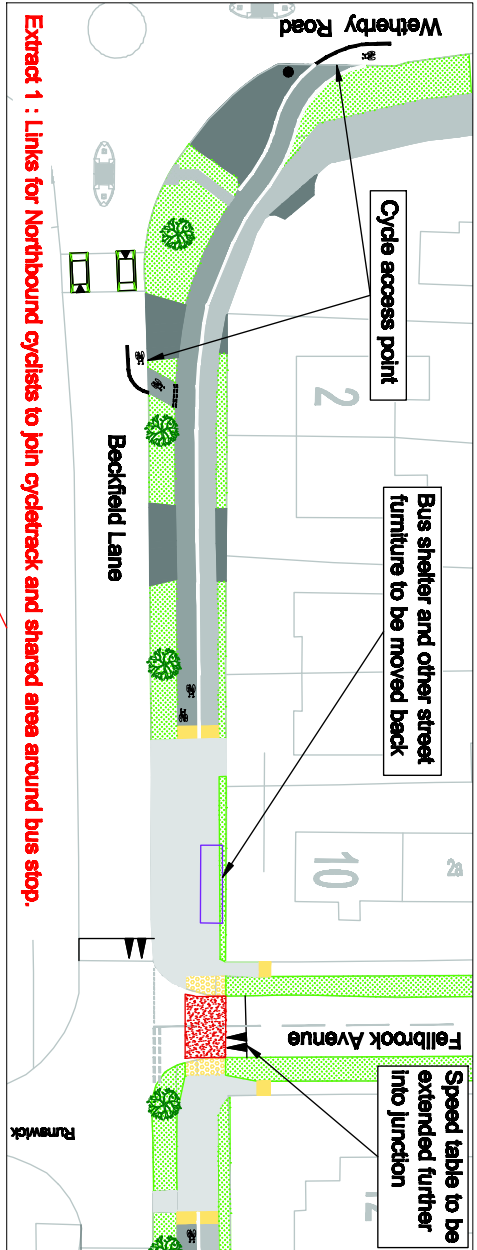 Wetherby
Road
Cycle access point
2
Bus shelter and other street
furniture to be moved back
10
2a
Fellbrook Avenue
Speed table to be
extended further
into junction
12
Beckfield Lane
Runswick
Extract 1 : Links for Northbound cyclists to join cycletrack and shared area around bus stop.